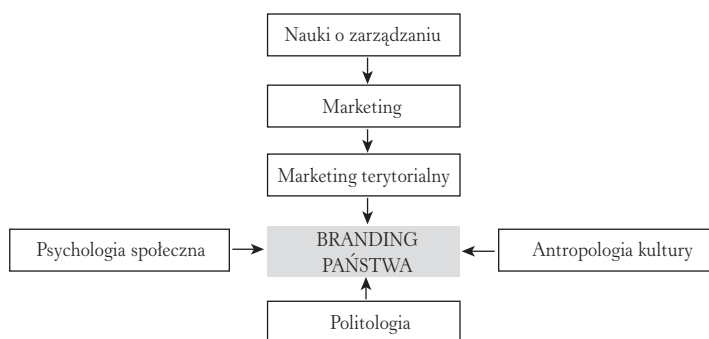 Nauki o zarządzaniu
Marketing
Marketing terytorialny
Psychologia społeczna
BRANDING
PAŃSTWA
Antropologia kultury
Politologia